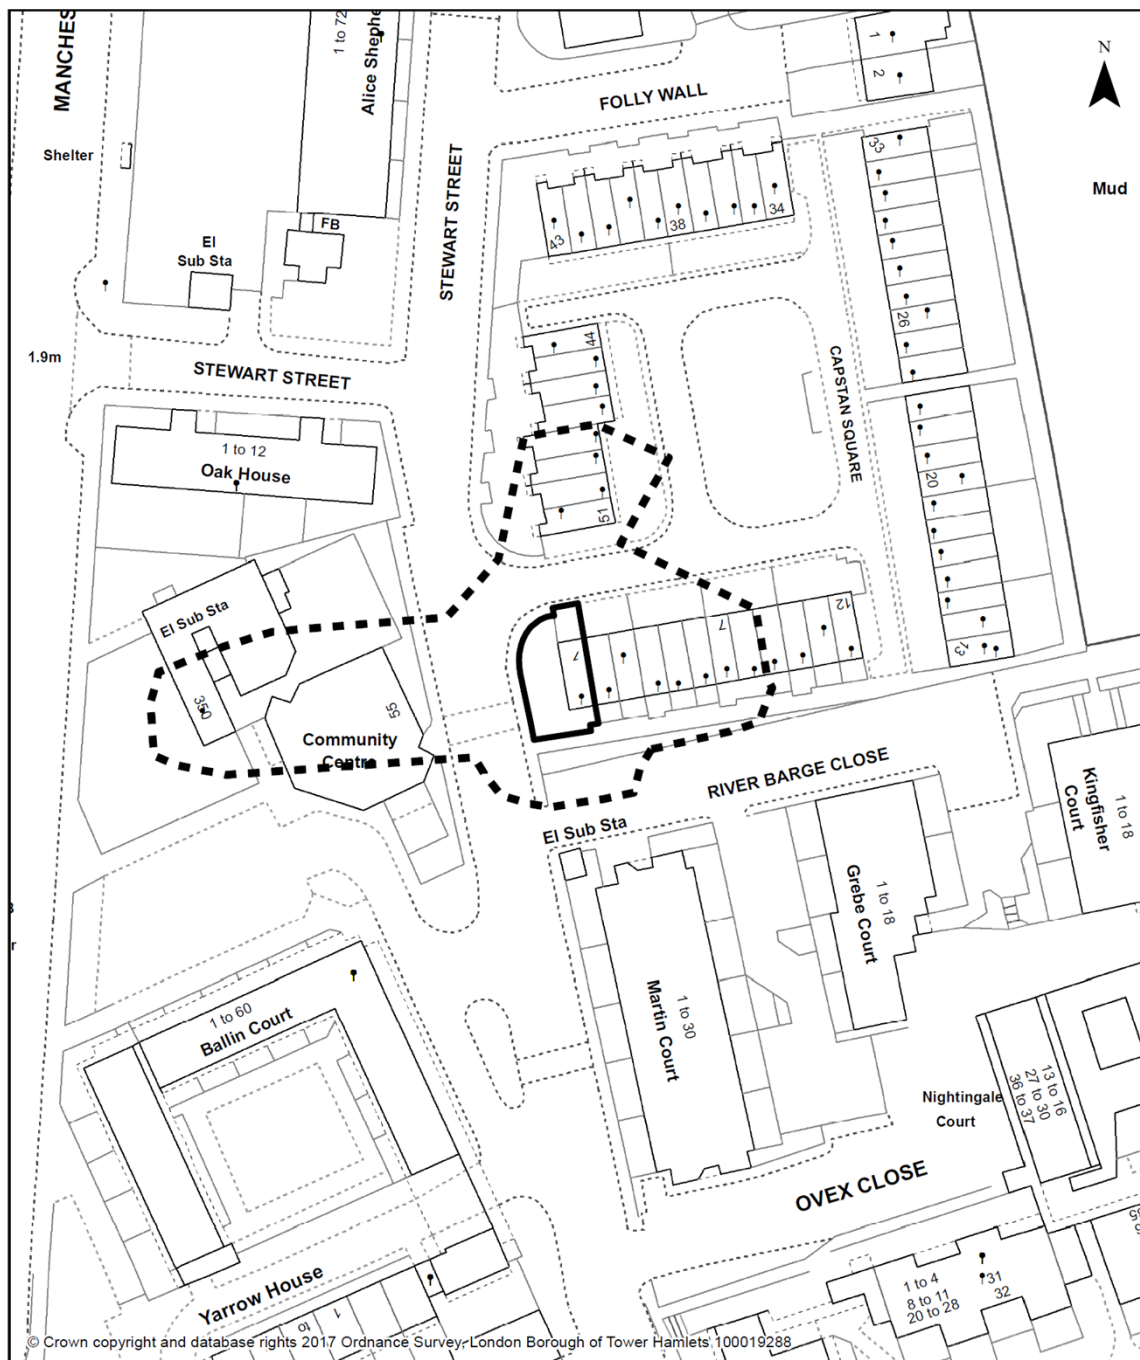 MANCHES
1 to 72
Alice Shephe
1
2
N
FOLLY WALL
Shelter
STEWART STREET
33
Mud
FB
34
38
43
El
Sub Sta
26
44
1.9m
STEWART STREET
CAPSTAN SQUARE
1 to 12
Oak House
20
51
El Sub Sta
12
7
1
13
350
55
Community
Centre
RIVER BARGE CLOSE
El Sub Sta
Kingfisher
Court
1 to 18
Grebe Court
1 to 18
r
Martin Court
1 to 30
1 to 60
Ballin Court
Nightingale
Court
13 to 16
27 to 30
36 to 37
OVEX CLOSE
Yarrow House
1 to 4
8 to 11
20 to 28
31
32
1
to
© Crown copyright and database rights 2017 Ordnance Survey, London Borough of Tower Hamlets 100019288